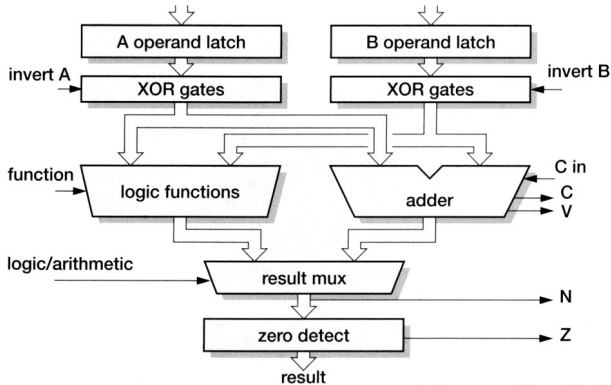 A operand latch
B operand latch
invert A
XOR gates
XOR gates
invert B
function
logic functions
adder
C in
C
V
logic/arithmetic
result mux
N
zero detect
Z
result